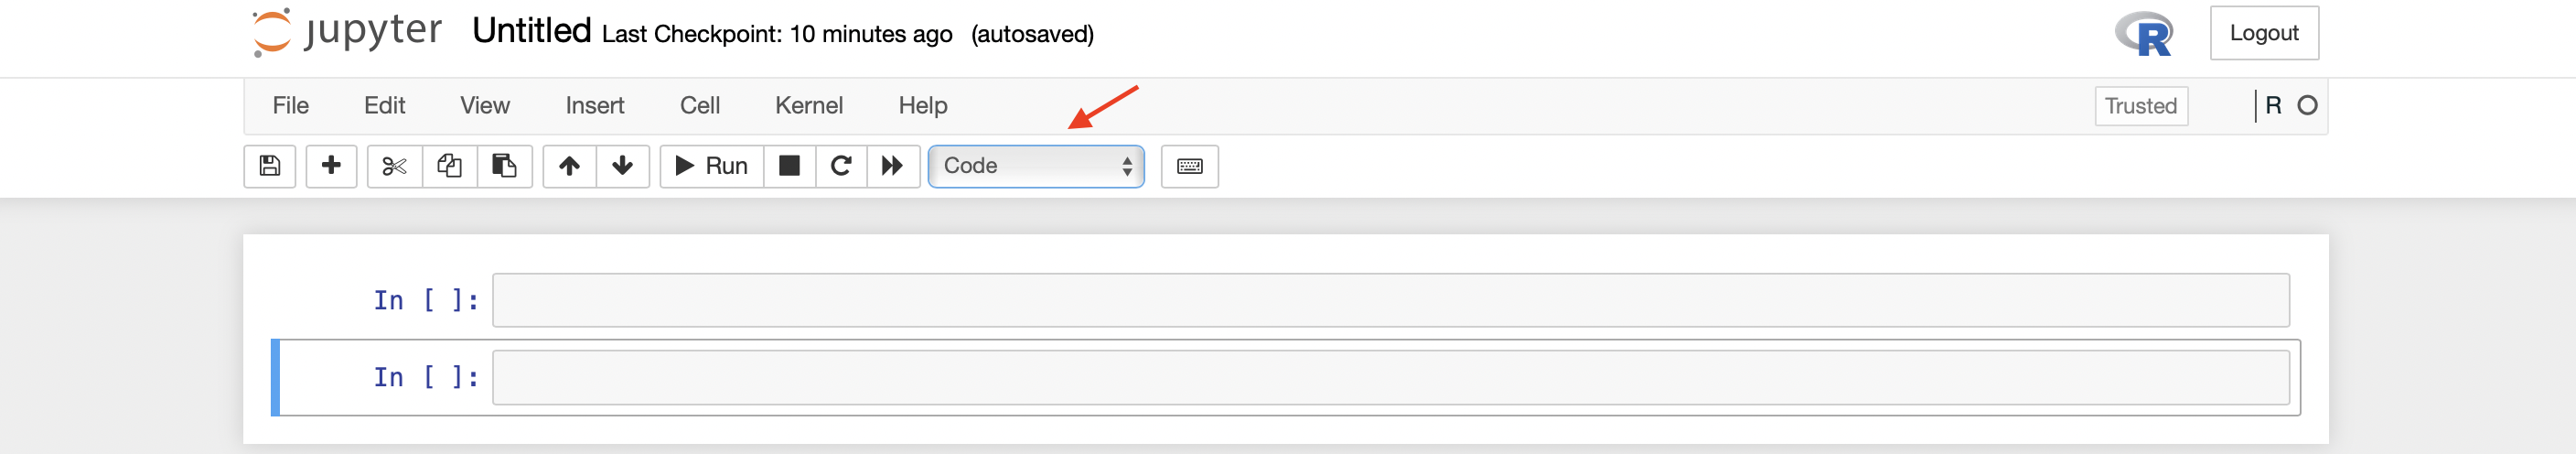 jupyter Untitled Last Checkpoint: 10 minutes ago (autosaved) R Logout
File Edit View Insert Cell Kernel Help Trusted R
Run Code
In [ ]:
In [ ]: